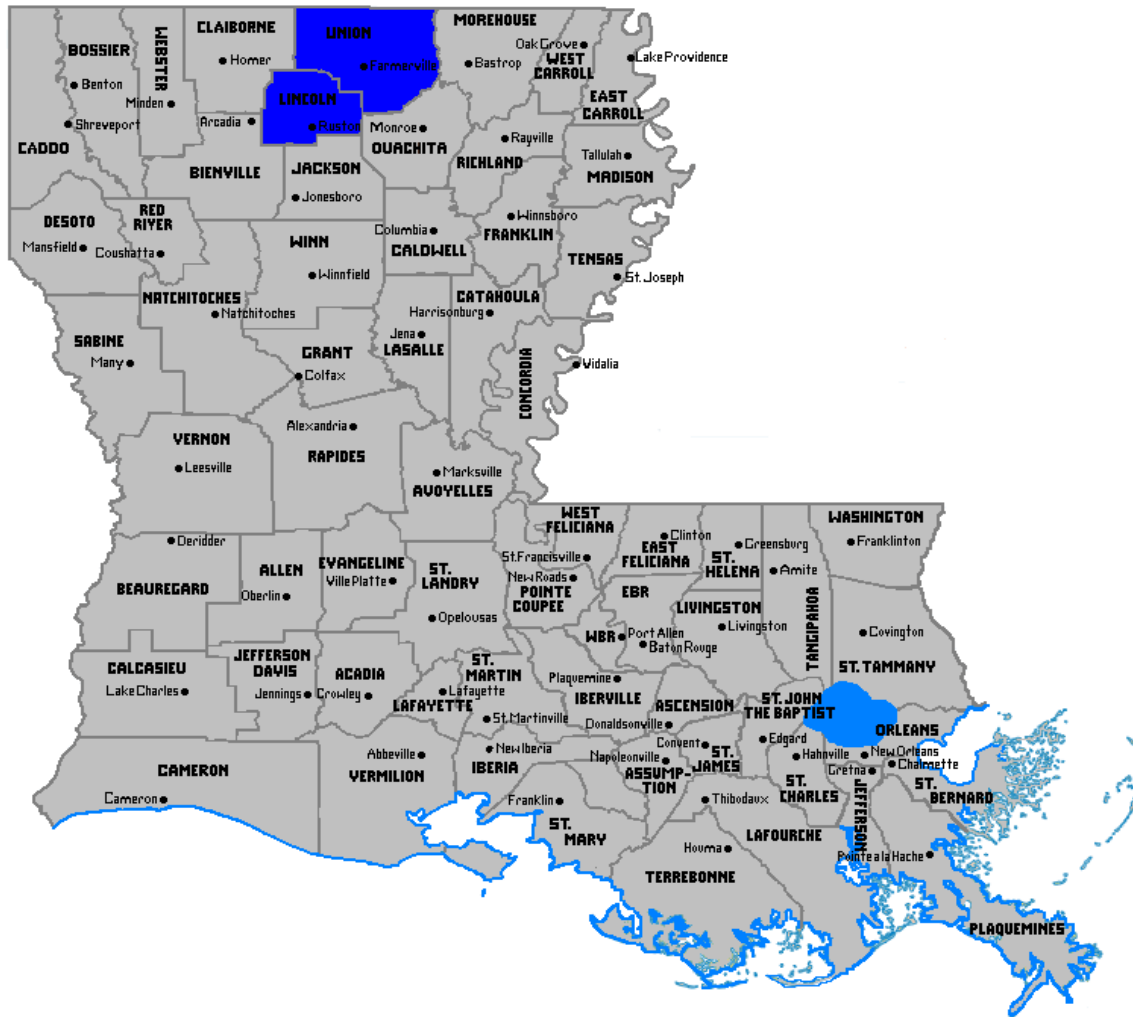 CLAIBORNE
UNION
MOREHOUSE
BOSSIER
WEBSTER
Homer
Farmerville
Bastrop
Oak Grove
WEST
CARROLL
Lake Providence
Benton
Minden
LINCOLN
EAST
CARROLL
Shreveport
Arcadia
Ruston
Monroe
Rayville
CADDO
OUACHITA
RICHLAND
Tallulah
BIENVILLE
JACKSON
MADISON
Jonesboro
DESOTO
RED
RIVER
Winnsboro
Mansfield
Coushatta
WINN
Columbia
CALDWELL
FRANKLIN
TENSAS
Winnfield
St. Joseph
NATCHITOCHES
CATAHOULA
Natchitoches
Harrisonburg
SABINE
Many
GRANT
Jena
LASALLE
CONCORDIA
Vidalia
Colfax
VERNON
Alexandria
Leesville
RAPIDES
Marksville
AVOYELLES
WEST
FELICIANA
WASHINGTON
Deridder
Clinton
Greensburg
Franklinton
BEAUREGARD
ALLEN
EVANGELINE
ST.
LANDRY
St. Francisville
EAST
FELICIANA
ST.
HELENA
Amite
Oberlin
Ville Platte
New Roads
POINTE
COUPEE
EBR
LIVINGSTON
TANGIPAHOA
Opelousas
WBR
Port Allen
Baton Rouge
Livingston
Covington
CALCASIEU
JEFFERSON
DAVIS
ACADIA
ST.
MARTIN
ST. TAMMANY
Lake Charles
Jennings
Crowley
LAFAYETTE
Lafayette
Plaquemine
IBERVILLE
ASCENSION
ST. JOHN
THE BAPTIST
St. Martinville
Donaldsonville
ORLEANS
Abbeville
New Iberia
Convent
Edgard
CAMERON
VERMILION
IBERIA
Napoleonville
ASSUMP-
TION
ST.
JAMES
Hahnville
New Orleans
Chalmette
Gretna
Cameron
Franklin
Thibodaux
ST.
CHARLES
JEFFERSON
ST.
BERNARD
ST.
MARY
LAFOURCHE
Houma
Pointe a la Hache
TERREBONNE
PLAQUEMINES